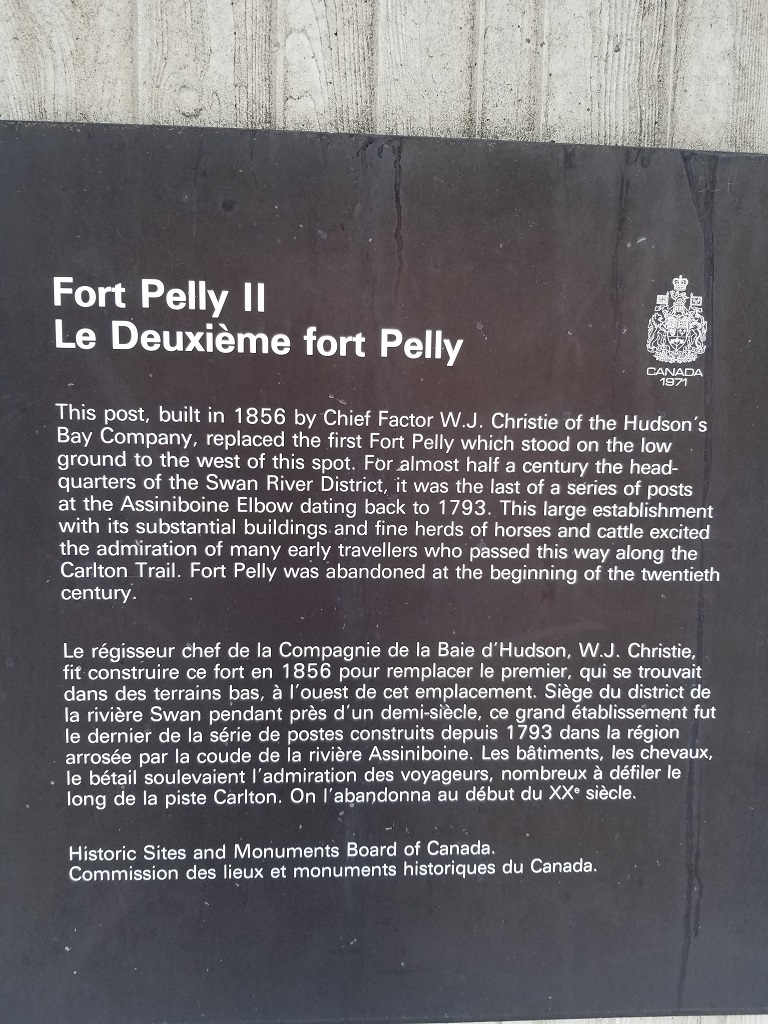 Fort Pelly II
Le Deuxième fort Pelly
CANADA
1971
This post, built in 1856 by Chief Factor W.J. Christie of the Hudson's
Bay Company, replaced the first Fort Pelly which stood on the low
ground to the west of this spot. For almost half a century the head-
quarters of the Swan River District, it was the last of a series of posts
at the Assiniboine Elbow dating back to 1793. This large establishment
with its substantial buildings and fine herds of horses and cattle excited
the admiration of many early travellers who passed this way along the
Carlton Trail. Fort Pelly was abandoned at the beginning of the twentieth
century.
Le régisseur chef de la Compagnie de la Baie d'Hudson, W.J. Christie,
fit construire ce fort en 1856 pour remplacer le premier, qui se trouvait
dans des terrains bas, à l'ouest de cet emplacement. Siège du district de
la rivière Swan pendant près d'un demi-siècle, ce grand établissement fut
le dernier de la série de postes construits depuis 1793 dans la région
arrosée par la coude de la rivière Assiniboine. Les bâtiments, les chevaux,
le bétail soulevaient l'admiration des voyageurs, nombreux à défiler le
long de la piste Carlton. On l'abandonna au début du XXᵉ siècle.
Historic Sites and Monuments Board of Canada.
Commission des lieux et monuments historiques du Canada.